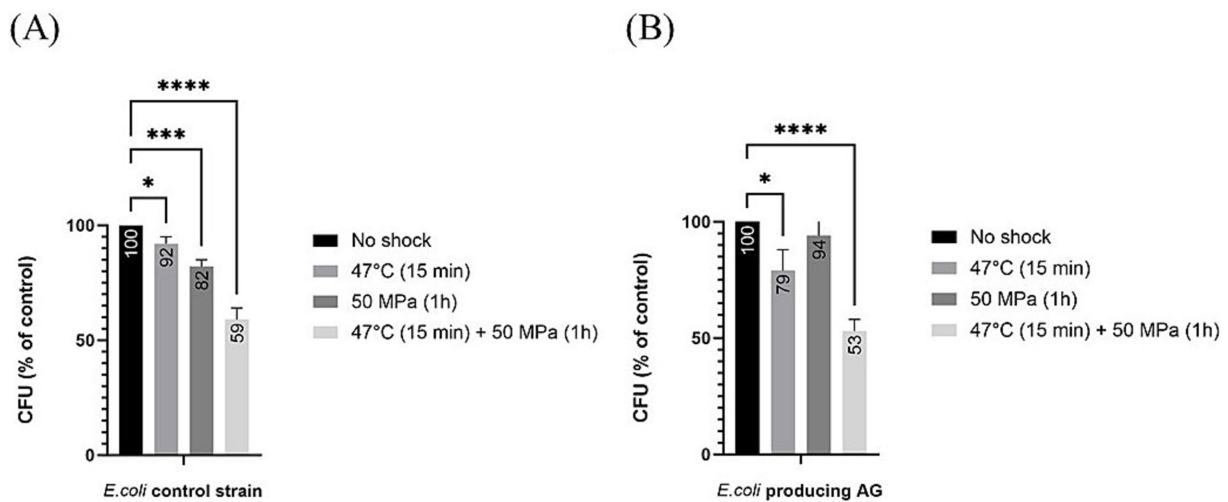 (A)
****
***
*
100
50
0
CFU (% of control)
100
92
82
59
E.coli control strain
No shock
47°C (15 min)
50 MPa (1h)
47°C (15 min) + 50 MPa (1h)
(B)
****
*
100
50
0
CFU (% of control)
100
79
94
53
E.coli producing AG
No shock
47°C (15 min)
50 MPa (1h)
47°C (15 min) + 50 MPa (1h)